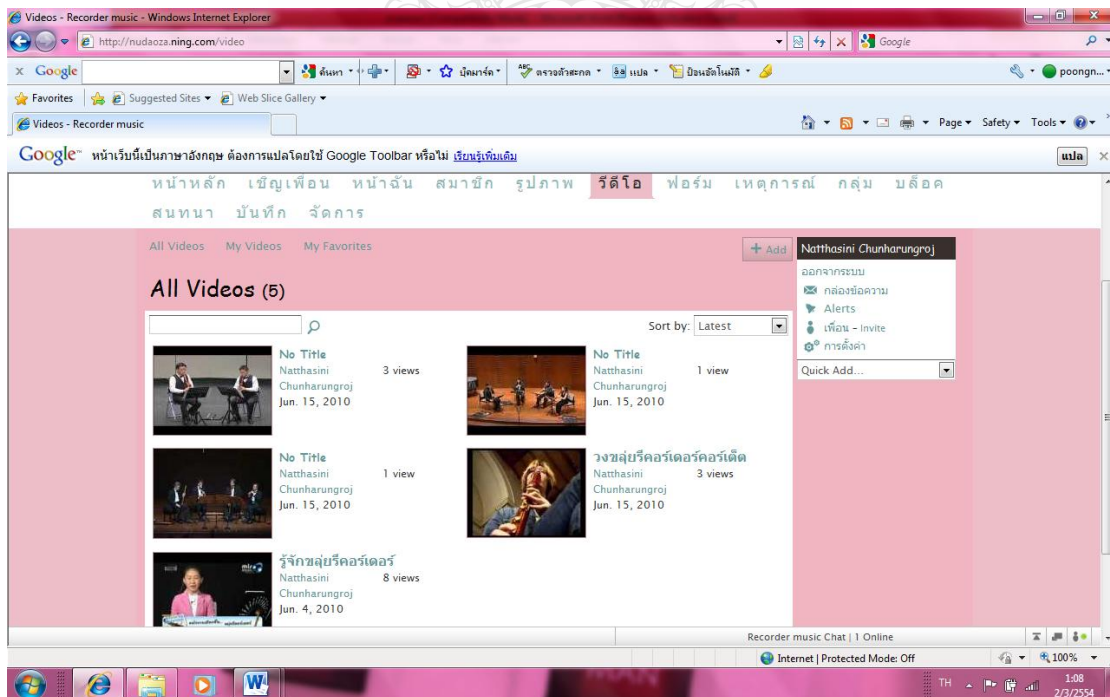 Videos - Recorder music - Windows Internet Explorer
http://nudaoza.ning.com/video
Google
x Google ค้นหา บุ๊คมาร์ค ตรวจตัวสะกด แปล ป้อนอัตโนมัติ poongn...
Favorites Suggested Sites Web Slice Gallery
Videos - Recorder music Page Safety Tools
Google หน้าเว็บนี้เป็นภาษาอังกฤษ ต้องการแปลโดยใช้ Google Toolbar หรือไม่ เรียนรู้เพิ่มเติม แปล
หน้าหลัก เชิญเพื่อน หน้าฉัน สมาชิก รูปภาพ วีดีโอ ฟอร์ม เหตุการณ์ กลุ่ม บล็อค
สนทนา บันทึก จัดการ
All Videos My Videos My Favorites + Add
All Videos (5)
Sort by: Latest
No Title
Natthasini 3 views
Chunharungroj
Jun. 15, 2010
No Title
Natthasini 1 view
Chunharungroj
Jun. 15, 2010
No Title
Natthasini 1 view
Chunharungroj
Jun. 15, 2010
วงขลุ่ยรีคอร์เดอร์คอร์เด็ต
Natthasini 3 views
Chunharungroj
Jun. 15, 2010
รู้จักขลุ่ยรีคอร์เดอร์
Natthasini 8 views
Chunharungroj
Jun. 4, 2010
Natthasini Chunharungroj
ออกจากระบบ
กล่องข้อความ
Alerts
เพื่อน - Invite
การตั้งค่า
Quick Add...
Recorder music Chat | 1 Online
Internet | Protected Mode: Off 100%
TH 1:08
2/3/2554